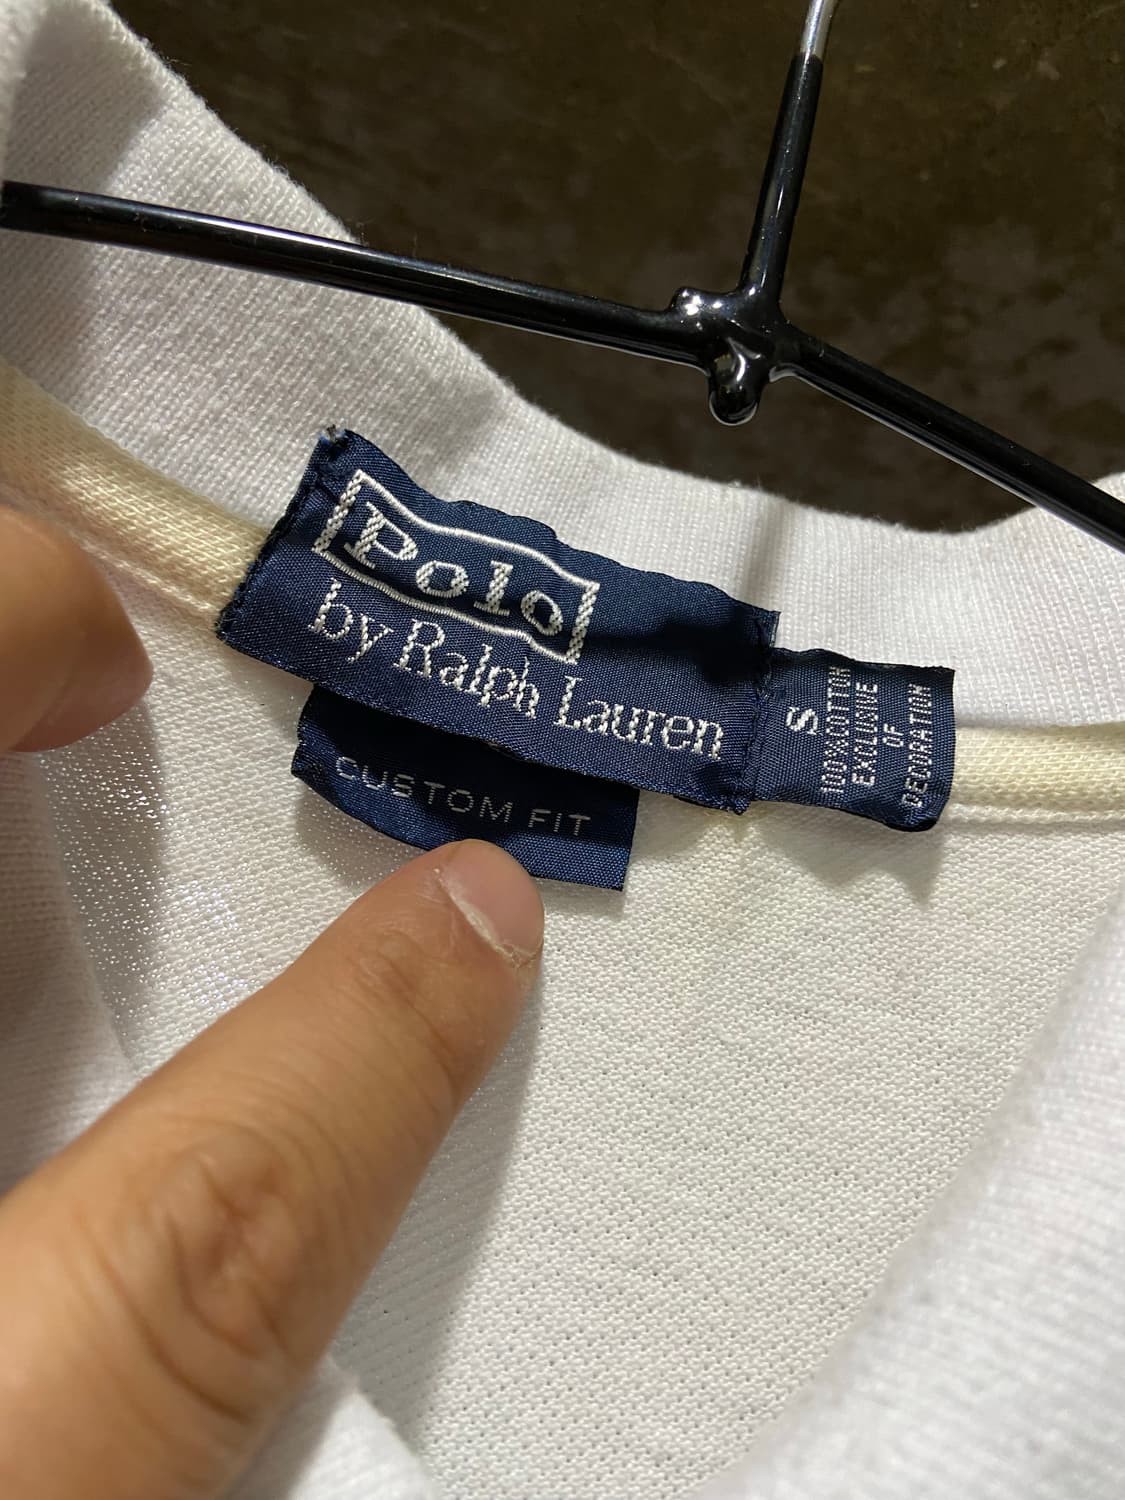 Polo
by Ralph Lauren
CUSTOM FIT
S
100% COTTON
EXCLUSIVE
OF
DECORATION